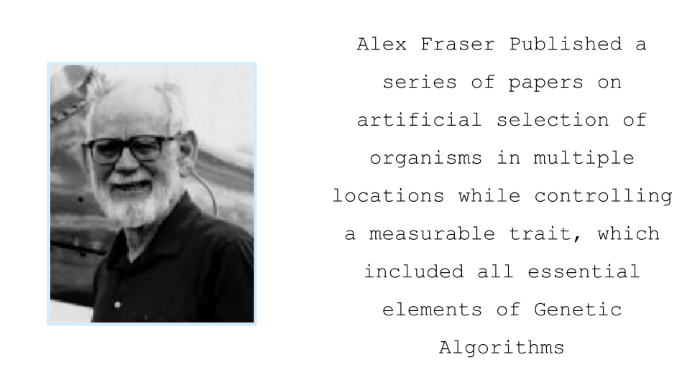 Alex Fraser Published a
series of papers on
artificial selection of
organisms in multiple
locations while controlling
a measurable trait, which
included all essential
elements of Genetic
Algorithms